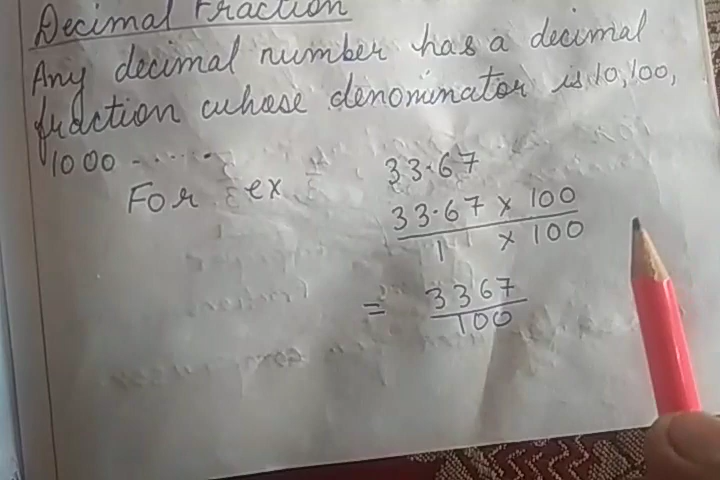 Decimal Fraction
Any decimal number has a decimal
fraction whose denominator is 10, 100,
1000 - .....
For ex 33.67
33.67 x 100
1 x 100
= 3367
100